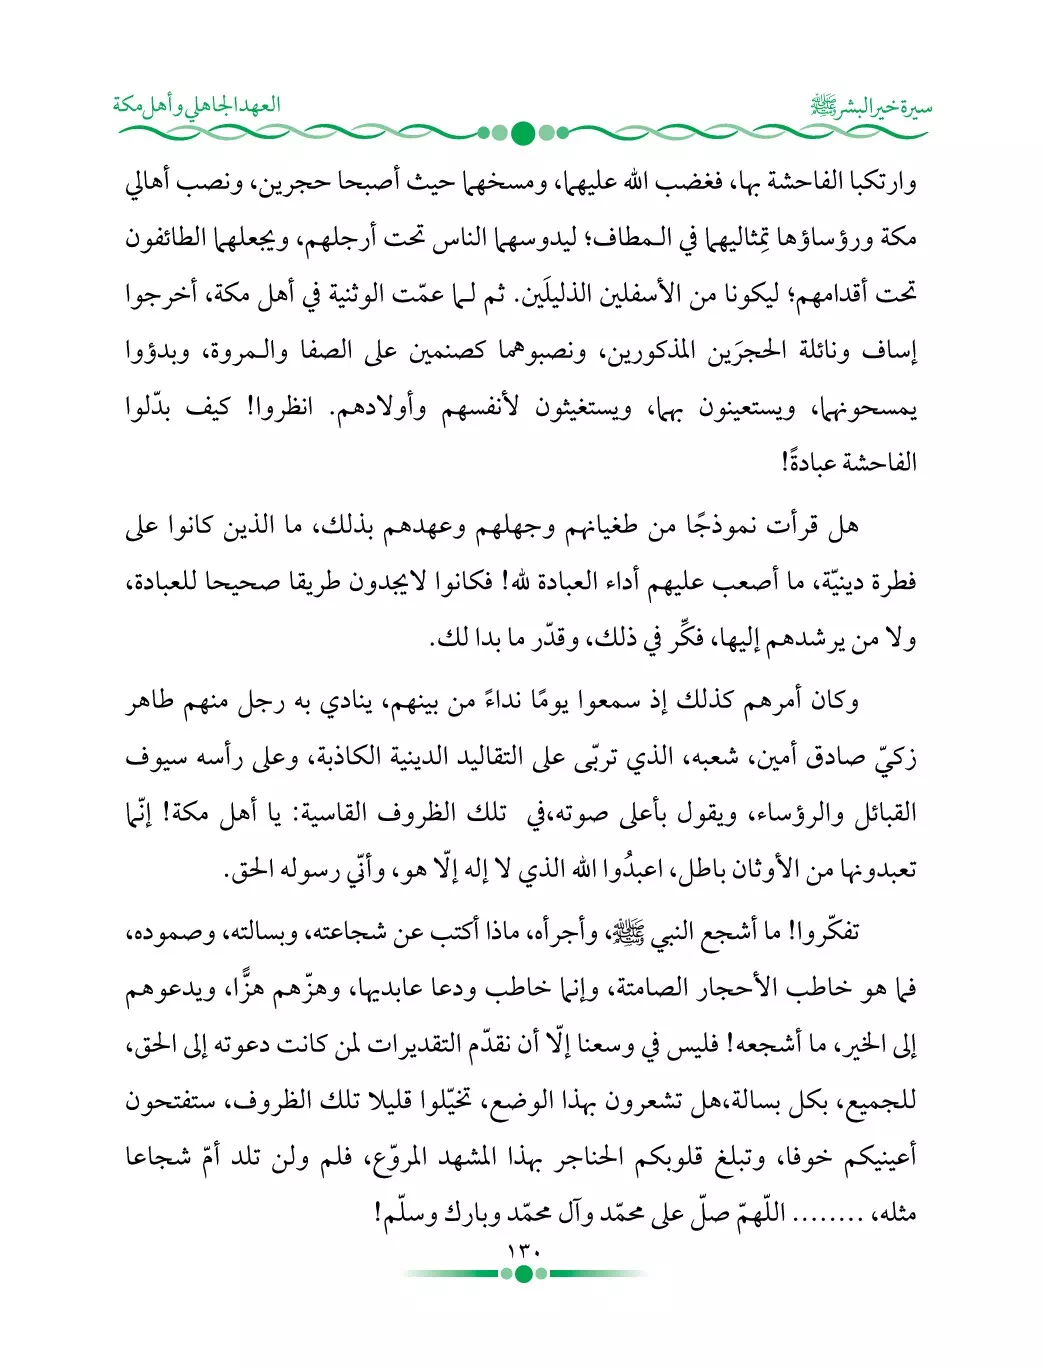 سيرة خير البشر ﷺ
العهد الجاهلي وأهل مكة
وارتكبا الفاحشة بها، فغضب الله عليهما، ومسخهما حيث أصبحا حجرين، ونصب أهالي
مكة ورؤساؤها تِمثاليهما في الـمطاف؛ ليدوسهما الناس تحت أرجلهم، ويجعلهما الطائفون
تحت أقدامهم؛ ليكونا من الأسفلين الذليلَين. ثم لـما عمّت الوثنية في أهل مكة، أخرجوا
إساف ونائلة الحجرَين المذكورين، ونصبوهما كصنمين على الصفا والـمروة، وبدؤوا
يمسحونهما، ويستعينون بهما، ويستغيثون لأنفسهم وأولادهم. انظروا! كيف بدّلوا
الفاحشة عبادةً!
هل قرأت نموذجًا من طغيانهم وجهلهم وعهدهم بذلك، ما الذين كانوا على
فطرة دينيّة، ما أصعب عليهم أداء العبادة لله! فكانوا لايجدون طريقا صحيحا للعبادة،
ولا من يرشدهم إليها، فكِّر في ذلك، وقدّر ما بدا لك.
وكان أمرهم كذلك إذ سمعوا يومًا نداءً من بينهم، ينادي به رجل منهم طاهر
زكيّ صادق أمين، شعبه، الذي تربّى على التقاليد الدينية الكاذبة، وعلى رأسه سيوف
القبائل والرؤساء، ويقول بأعلى صوته،في تلك الظروف القاسية: يا أهل مكة! إنّما
تعبدونها من الأوثان باطل، اعبدُوا الله الذي لا إله إلّا هو، وأنّي رسوله الحق.
تفكّروا! ما أشجع النبي ﷺ، وأجرأه، ماذا أكتب عن شجاعته، وبسالته، وصموده،
فما هو خاطب الأحجار الصامتة، وإنما خاطب ودعا عابديها، وهزّهم هزًّا، ويدعوهم
إلى الخير، ما أشجعه! فليس في وسعنا إلّا أن نقدّم التقديرات لمن كانت دعوته إلى الحق،
للجميع، بكل بسالة،هل تشعرون بهذا الوضع، تخيّلوا قليلا تلك الظروف، ستفتحون
أعينيكم خوفا، وتبلغ قلوبكم الحناجر بهذا المشهد المروّع، فلم ولن تلد أمّ شجاعا
مثله، ........ اللّهمّ صلّ على محمّد وآل محمّد وبارك وسلّم!
١٣٠